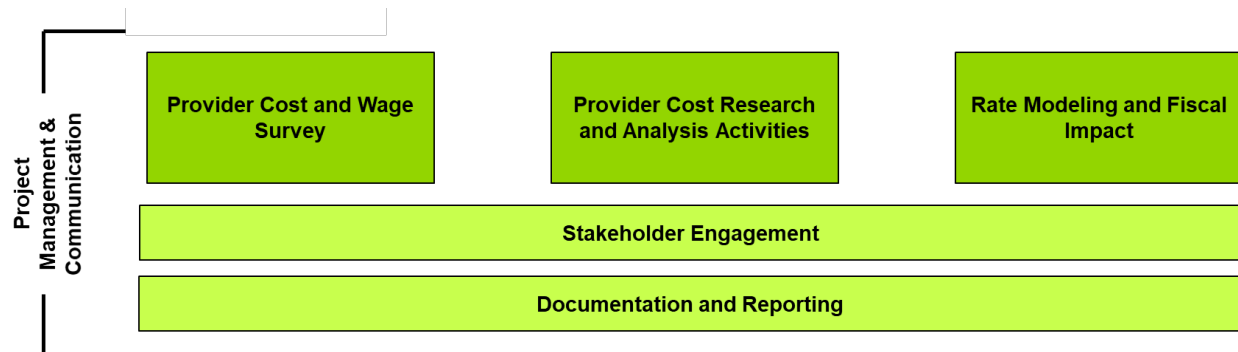 Project
Management &
Communication
Provider Cost and Wage
Survey
Provider Cost Research
and Analysis Activities
Rate Modeling and Fiscal
Impact
Stakeholder Engagement
Documentation and Reporting